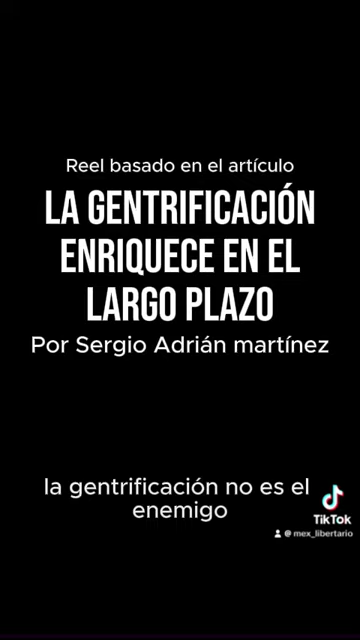 Reel basado en el artículo
LA GENTRIFICACIÓN
ENRIQUECE EN EL
LARGO PLAZO
Por Sergio Adrián martínez
la gentrificación no es el
enemigo
TikTok
@mex_libertario